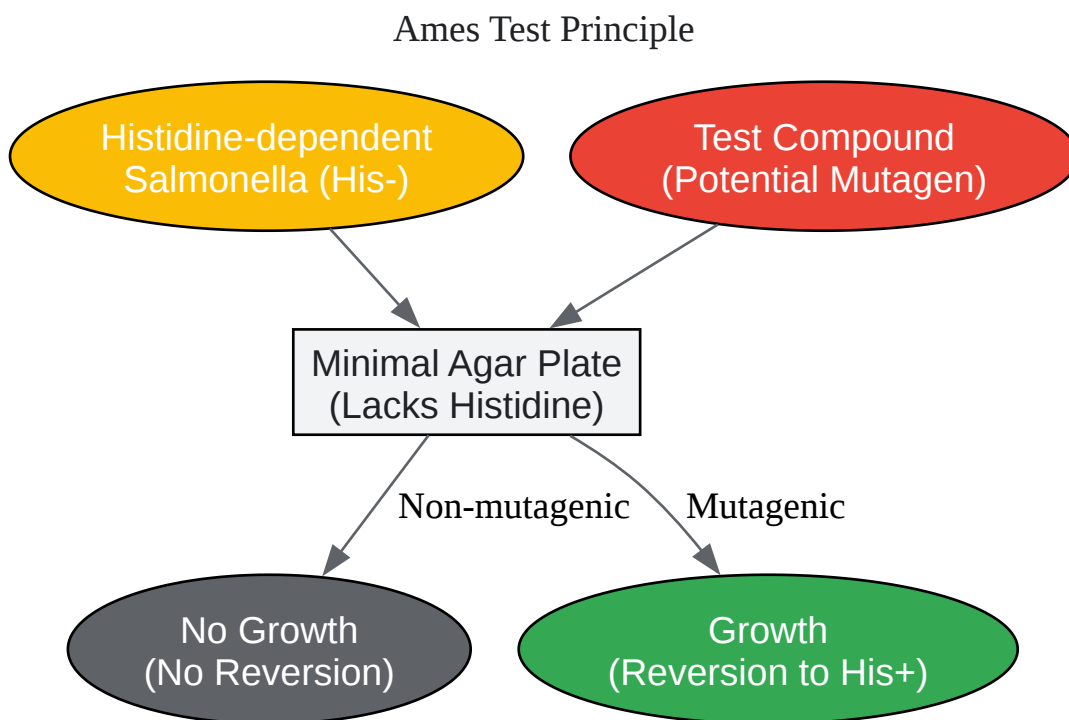 Ames Test Principle
Histidine-dependent
Salmonella (His-)
Test Compound
(Potential Mutagen)
Minimal Agar Plate
(Lacks Histidine)
Non-mutagenic
Mutagenic
No Growth
(No Reversion)
Growth
(Reversion to His+)